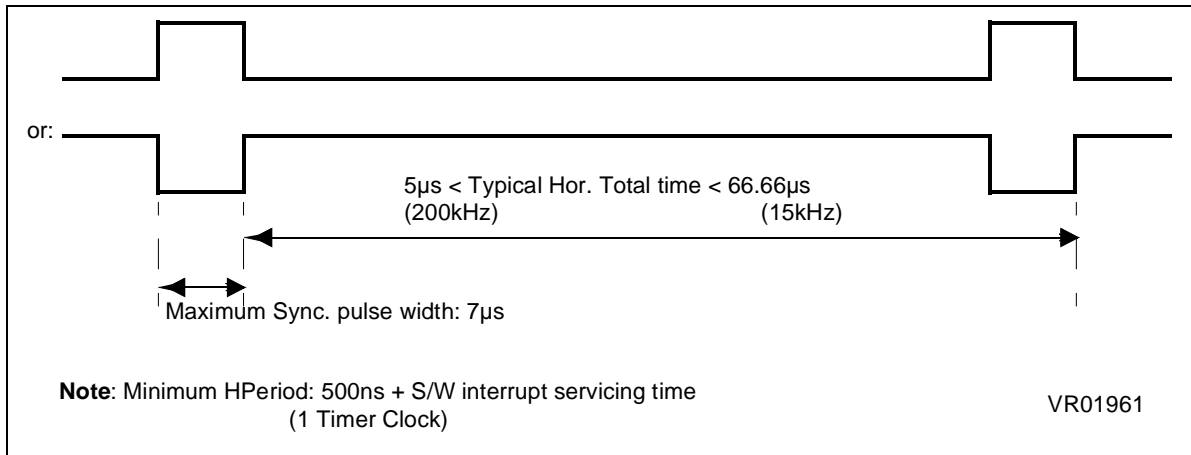 or:
5µs < Typical Hor. Total time < 66.66µs
(200kHz) (15kHz)
Maximum Sync. pulse width: 7µs
Note: Minimum HPeriod: 500ns + S/W interrupt servicing time
(1 Timer Clock)
VR01961